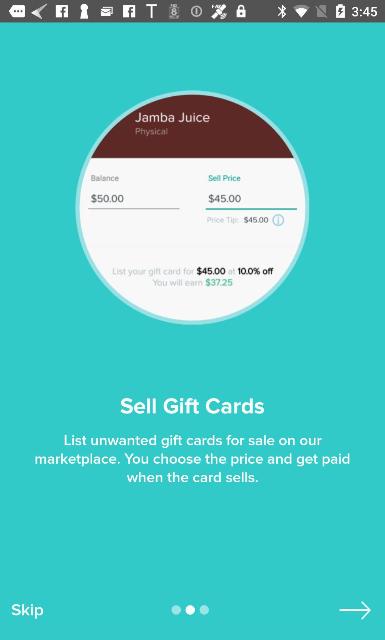 3:45
Jamba Juice
Physical
Balance
Sell Price
$50.00
$45.00
Price Tip: $45.00
List your gift card for $45.00 at 10.0% off
You will earn $37.25
Sell Gift Cards
List unwanted gift cards for sale on our
marketplace. You choose the price and get paid
when the card sells.
Skip